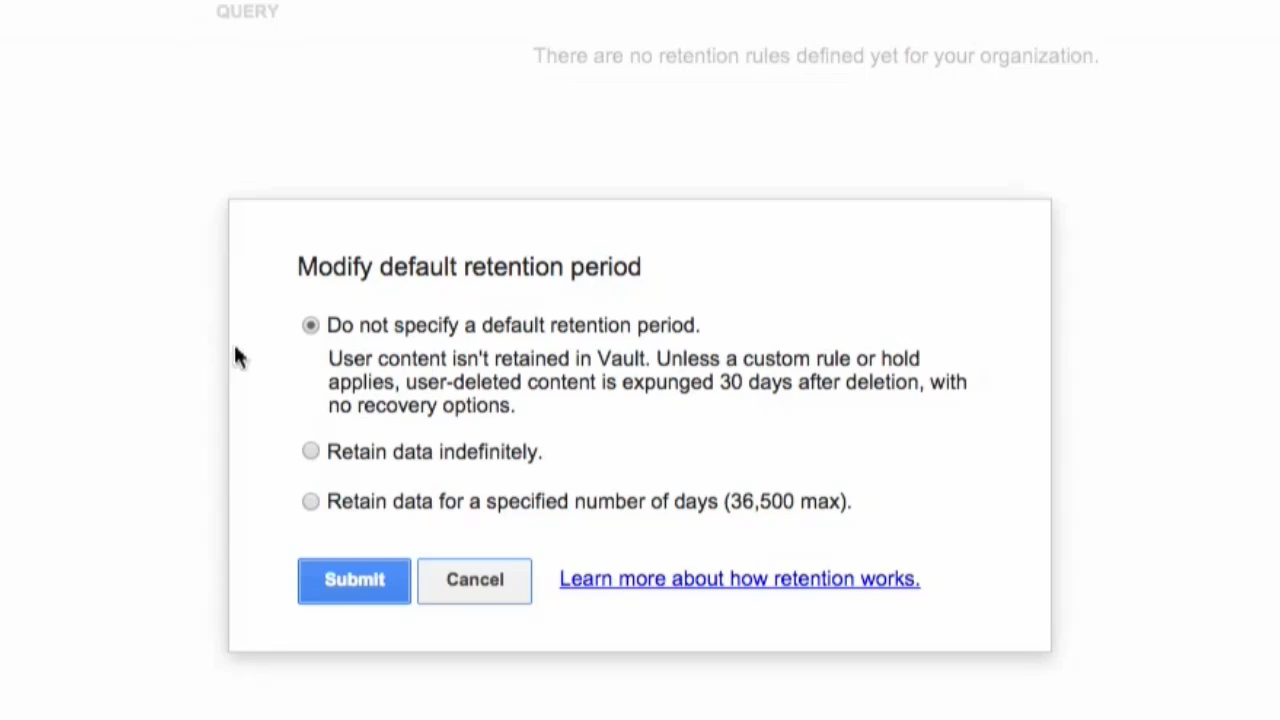 QUERY
There are no retention rules defined yet for your organization.
Modify default retention period
Do not specify a default retention period.
User content isn't retained in Vault. Unless a custom rule or hold
applies, user-deleted content is expunged 30 days after deletion, with
no recovery options.
Retain data indefinitely.
Retain data for a specified number of days (36,500 max).
Submit
Cancel
Learn more about how retention works.